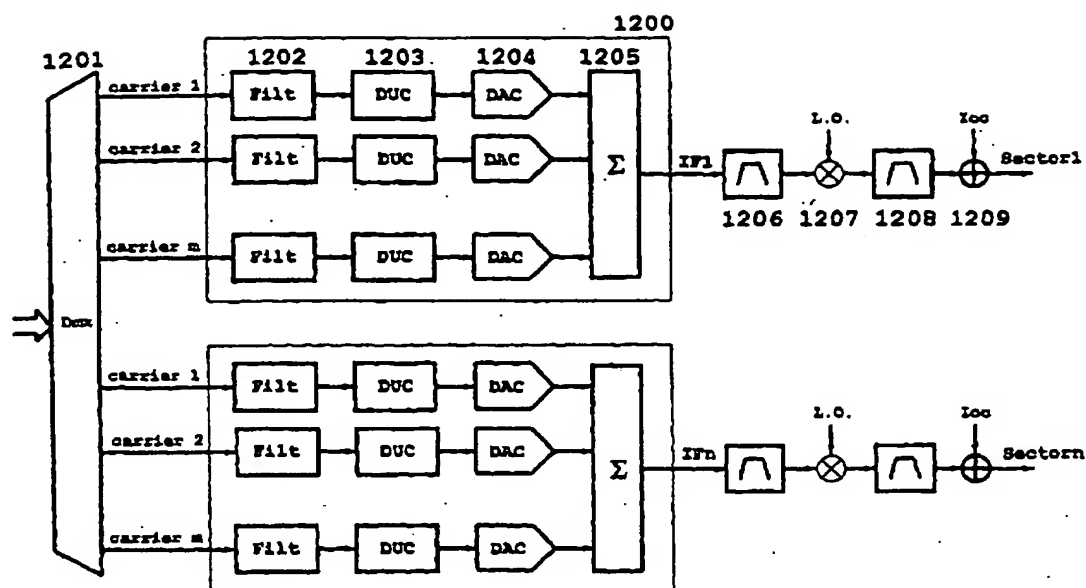 1200
1201 1202 1203 1204 1205
carrier 1 Filt DUC DAC
L.O. Ioc
carrier 2 Filt DUC DAC
Σ IF1 Sector1
1206 1207 1208 1209
carrier m Filt DUC DAC
Dmx
carrier 1 Filt DUC DAC
L.O. Ioc
carrier 2 Filt DUC DAC
Σ IFn Sectorn
carrier m Filt DUC DAC